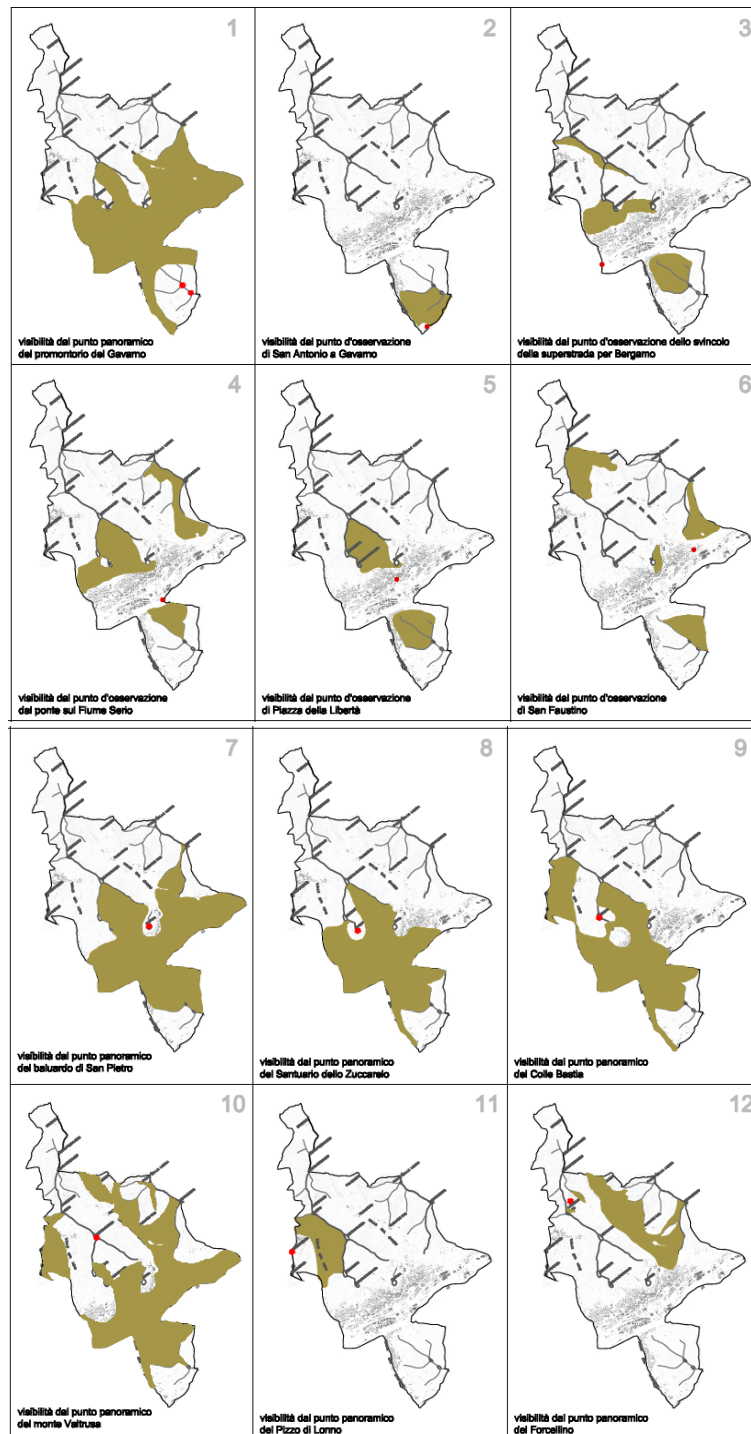 1
visibilità dal punto panoramico
del promontorio del Gavarno
2
visibilità dal punto d'osservazione
di San Antonio a Gavarno
3
visibilità dal punto d'osservazione dello svincolo
della superstrada per Bergamo
4
visibilità dal punto d'osservazione
dal ponte sul Fiume Serio
5
visibilità dal punto d'osservazione
di Piazza della Libertà
6
visibilità dal punto d'osservazione
di San Faustino
7
visibilità dal punto panoramico
del baluardo di San Pietro
8
visibilità dal punto panoramico
del Santuario dello Zuccarelo
9
visibilità dal punto panoramico
del Colle Bastia
10
visibilità dal punto panoramico
del monte Valtrusa
11
visibilità dal punto panoramico
del Pizzo di Lonno
12
visibilità dal punto panoramico
del Forcellino